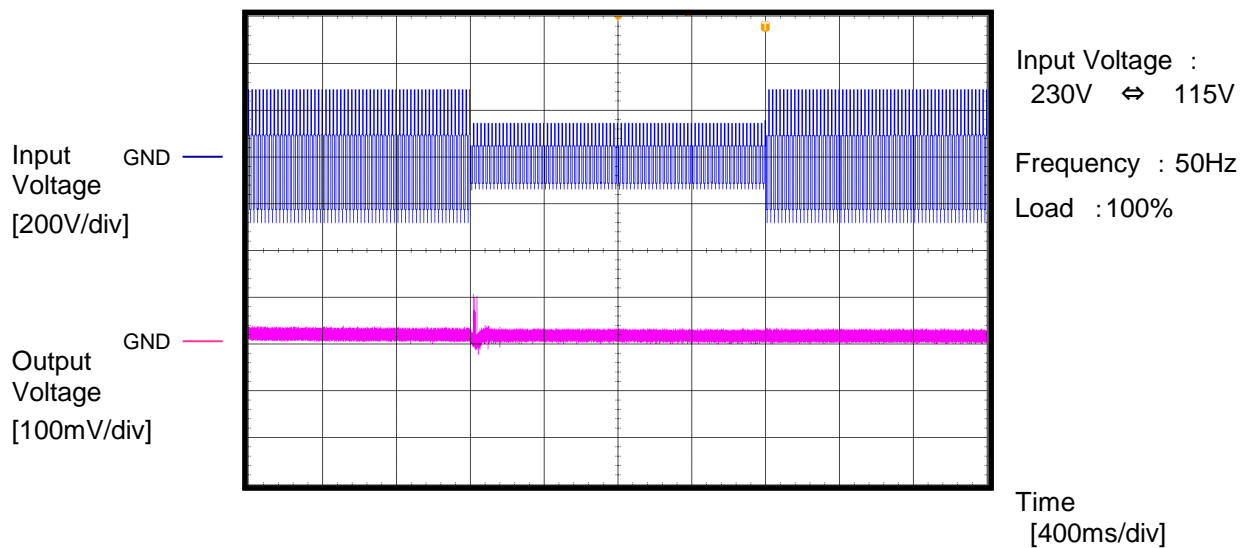 T
Input Voltage :
230V ⇔ 115V
Frequency : 50Hz
Load :100%
Input
Voltage
[200V/div]
GND
GND
Output
Voltage
[100mV/div]
Time
[400ms/div]